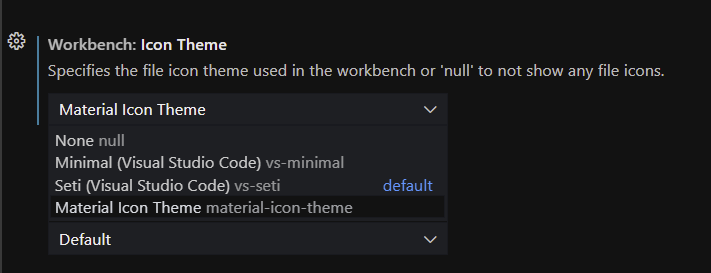 Workbench: Icon Theme
Specifies the file icon theme used in the workbench or 'null' to not show any file icons.
Material Icon Theme
None null
Minimal (Visual Studio Code) vs-minimal
Seti (Visual Studio Code) vs-seti default
Material Icon Theme material-icon-theme
Default